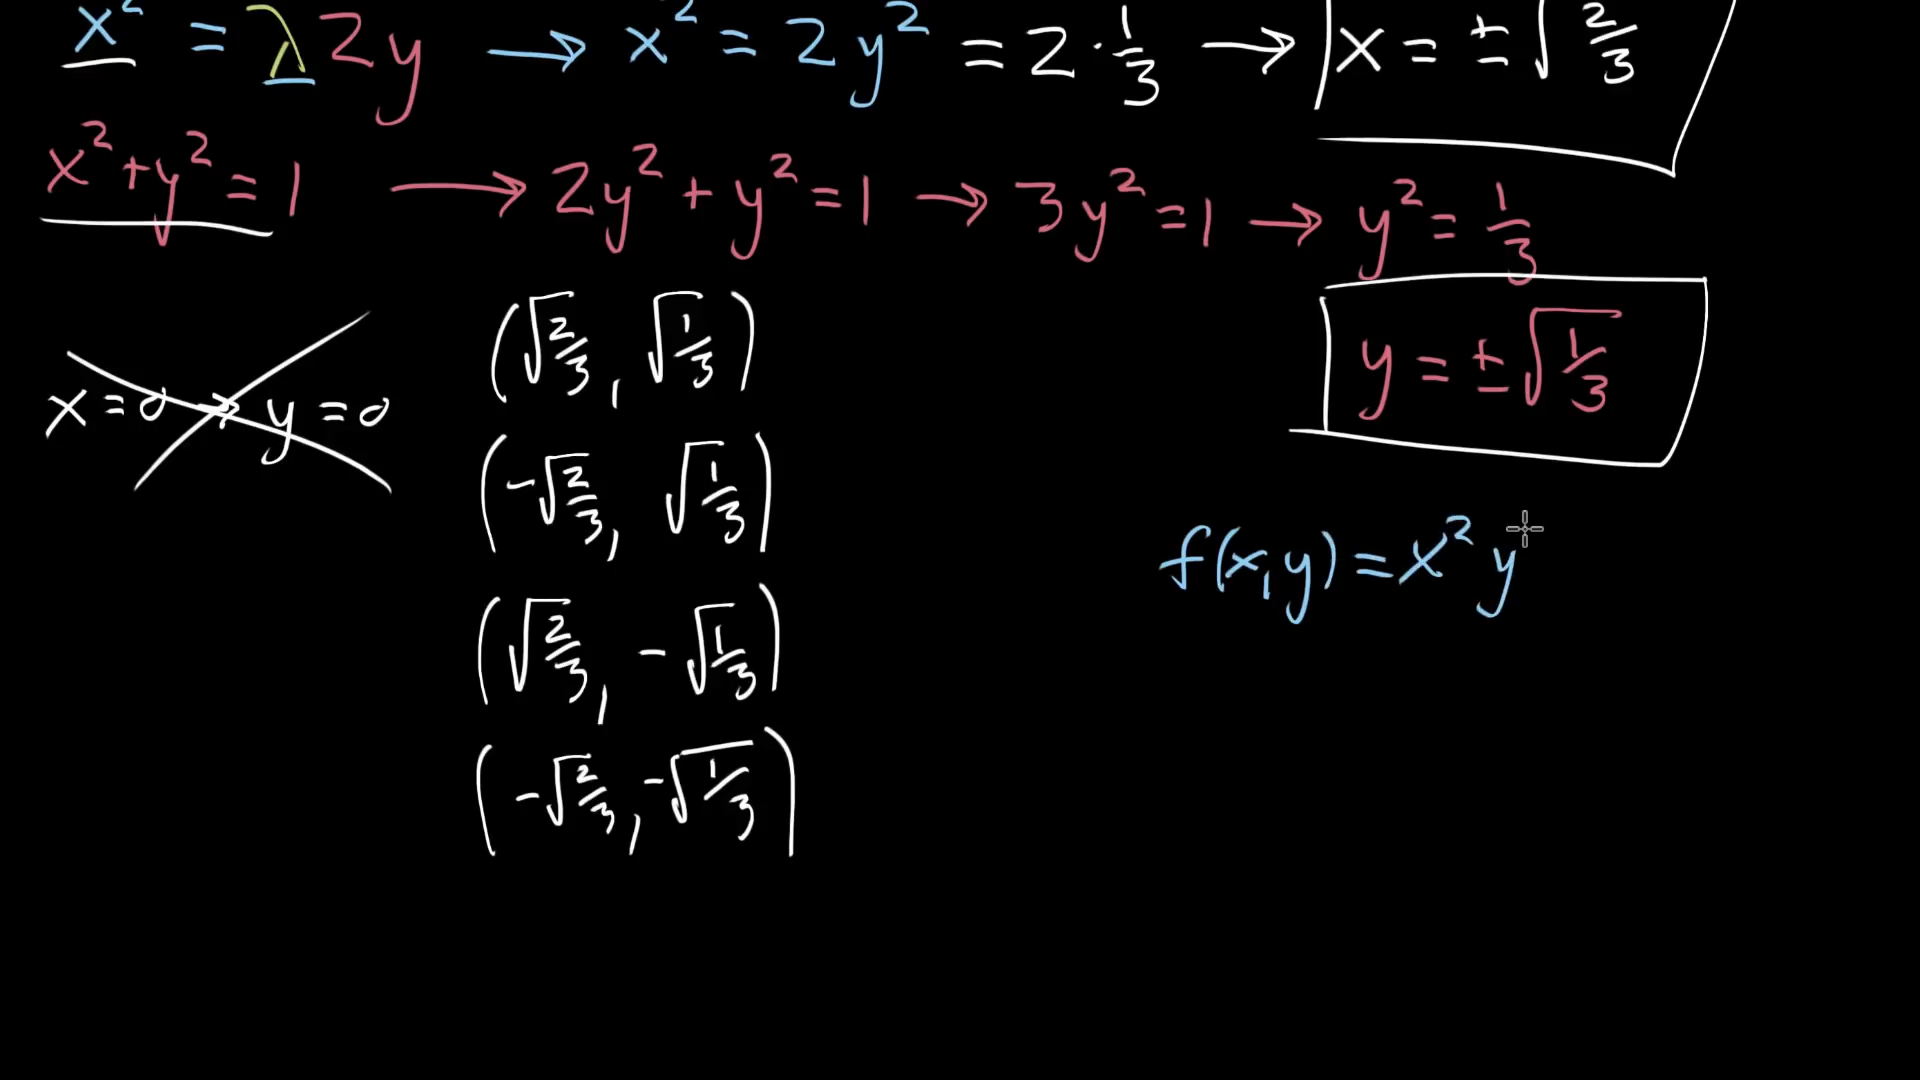 x² = λ2y → x² = 2y² = 2·1/3 → x = ±√2/3
x²+y² = 1 → 2y² + y² = 1 → 3y² = 1 → y² = 1/3
(√2/3, √1/3)
y = ±√1/3
x=0 → y=0
(-√2/3, √1/3)
f(x,y) = x²y
(√2/3, -√1/3)
(-√2/3, -√1/3)